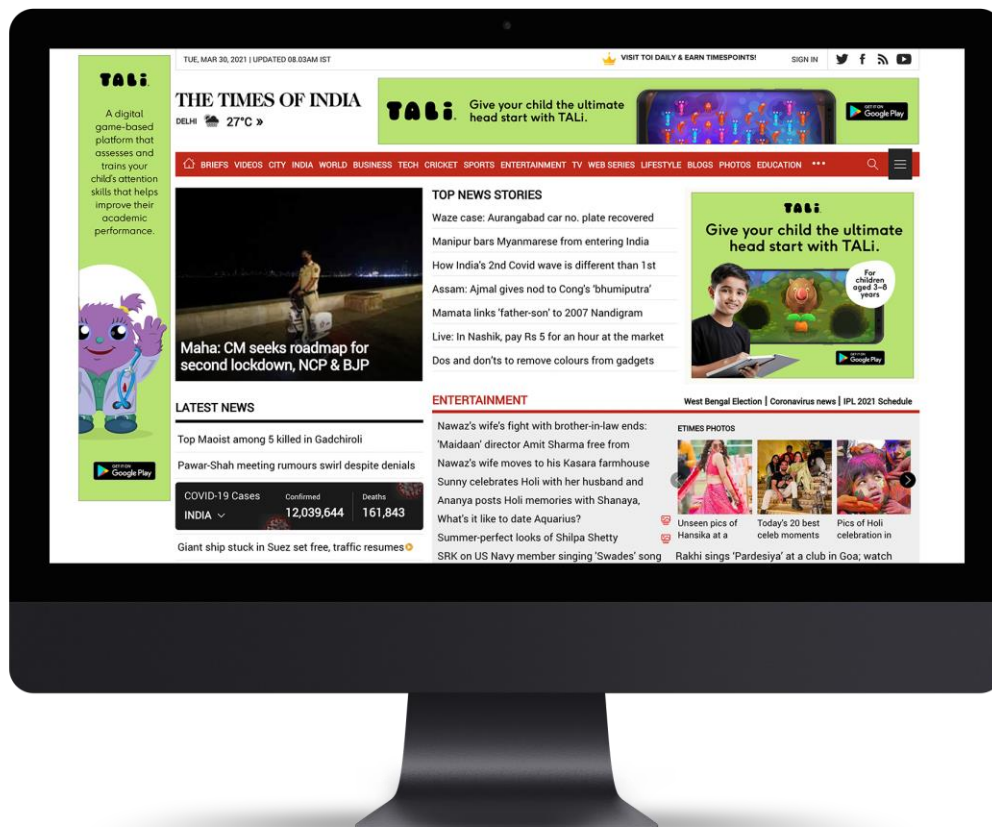 TALi.
A digital
game-based
platform that
assesses and
trains your
child's attention
skills that helps
improve their
academic
performance.
GET IT ON
Google Play
TUE, MAR 30, 2021 | UPDATED 08.03AM IST
VISIT TOI DAILY & EARN TIMESPOINTS!
SIGN IN
THE TIMES OF INDIA
DELHI 27°C »
TALi.
Give your child the ultimate
head start with TALi.
GET IT ON
Google Play
BRIEFS VIDEOS CITY INDIA WORLD BUSINESS TECH CRICKET SPORTS ENTERTAINMENT TV WEB SERIES LIFESTYLE BLOGS PHOTOS EDUCATION •••
Maha: CM seeks roadmap for
second lockdown, NCP & BJP
LATEST NEWS
Top Maoist among 5 killed in Gadchiroli
Pawar-Shah meeting rumours swirl despite denials
COVID-19 Cases
INDIA
Confirmed
12,039,644
Deaths
161,843
Giant ship stuck in Suez set free, traffic resumes
TOP NEWS STORIES
Waze case: Aurangabad car no. plate recovered
Manipur bars Myanmarese from entering India
How India's 2nd Covid wave is different than 1st
Assam: Ajmal gives nod to Cong's 'bhumiputra'
Mamata links 'father-son' to 2007 Nandigram
Live: In Nashik, pay Rs 5 for an hour at the market
Dos and don'ts to remove colours from gadgets
TALi.
Give your child the ultimate
head start with TALi.
For
children
aged 3–8
years
GET IT ON
Google Play
ENTERTAINMENT
West Bengal Election | Coronavirus news | IPL 2021 Schedule
Nawaz's wife's fight with brother-in-law ends:
'Maidaan' director Amit Sharma free from
Nawaz's wife moves to his Kasara farmhouse
Sunny celebrates Holi with her husband and
Ananya posts Holi memories with Shanaya,
What's it like to date Aquarius?
Summer-perfect looks of Shilpa Shetty
SRK on US Navy member singing 'Swades' song
ETIMES PHOTOS
Unseen pics of
Hansika at a
Today's 20 best
celeb moments
Pics of Holi
celebration in
Rakhi sings 'Pardesiya' at a club in Goa; watch